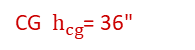 CG h_cg= 36"